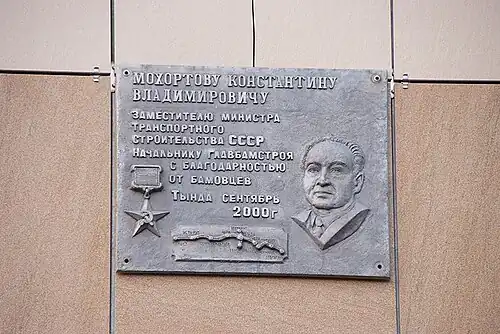 МОХОРТОВУ КОНСТАНТИНУ
ВЛАДИМИРОВИЧУ
ЗАМЕСТИТЕЛЮ МИНИСТРА
ТРАНСПОРТНОГО
СТРОИТЕЛЬСТВА СССР
НАЧАЛЬНИКУ ГЛАВБАМСТРОЯ
С БЛАГОДАРНОСТЬЮ
ОТ БАМОВЦЕВ
ТЫНДА СЕНТЯБРЬ
2000г